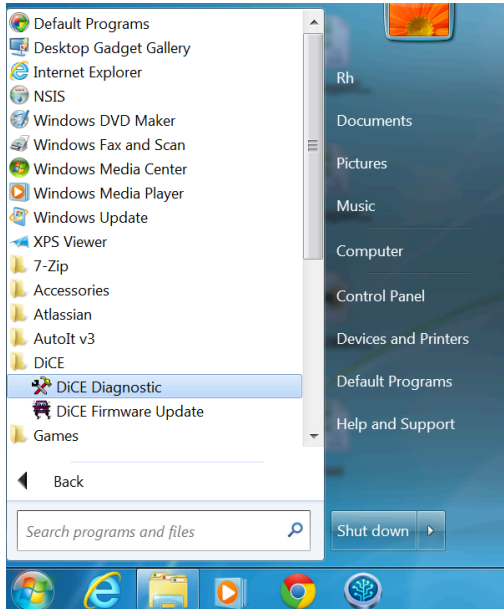 Default Programs
Desktop Gadget Gallery
Internet Explorer
NSIS
Windows DVD Maker
Windows Fax and Scan
Windows Media Center
Windows Media Player
Windows Update
XPS Viewer
7-Zip
Accessories
Atlassian
AutoIt v3
DiCE
DiCE Diagnostic
DiCE Firmware Update
Games
Back
Search programs and files
Rh
Documents
Pictures
Music
Computer
Control Panel
Devices and Printers
Default Programs
Help and Support
Shut down